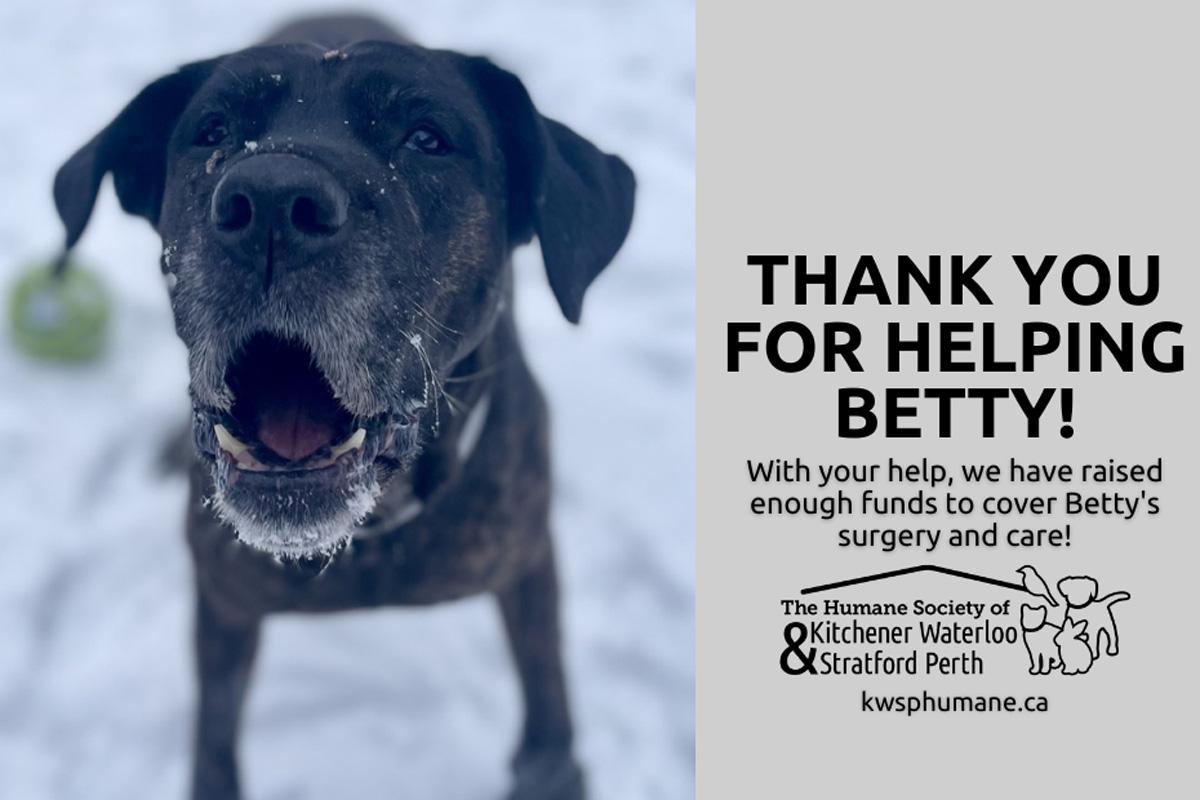 THANK YOU
FOR HELPING
BETTY!
With your help, we have raised
enough funds to cover Betty's
surgery and care!
The Humane Society of
Kitchener Waterloo
& Stratford Perth
kwsphumane.ca